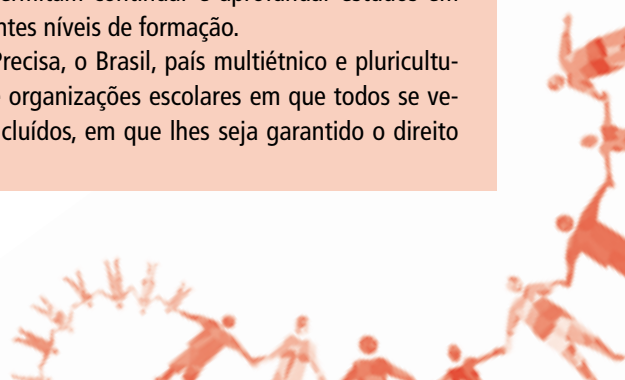 continuar e aprofundar estudos em
ntes níveis de formação.
Precisa, o Brasil, país multiétnico e pluricultu-
organizações escolares em que todos se ve-
cluídos, em que lhes seja garantido o direito